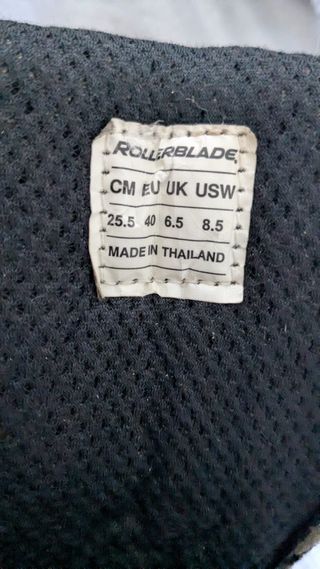 ROLLERBLADE
CM EU UK USW
25.5 40 6.5 8.5
MADE IN THAILAND